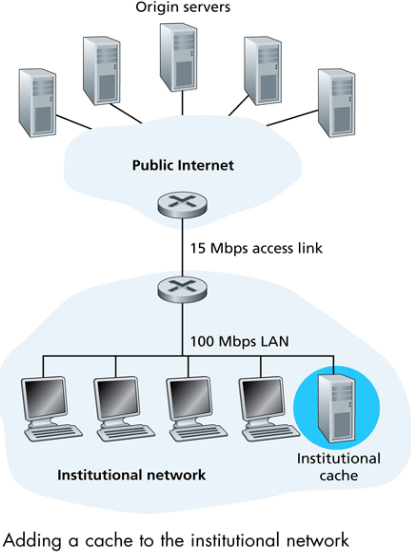 Origin servers
Public Internet
15 Mbps access link
100 Mbps LAN
Institutional
cache
Institutional network
Adding a cache to the institutional network